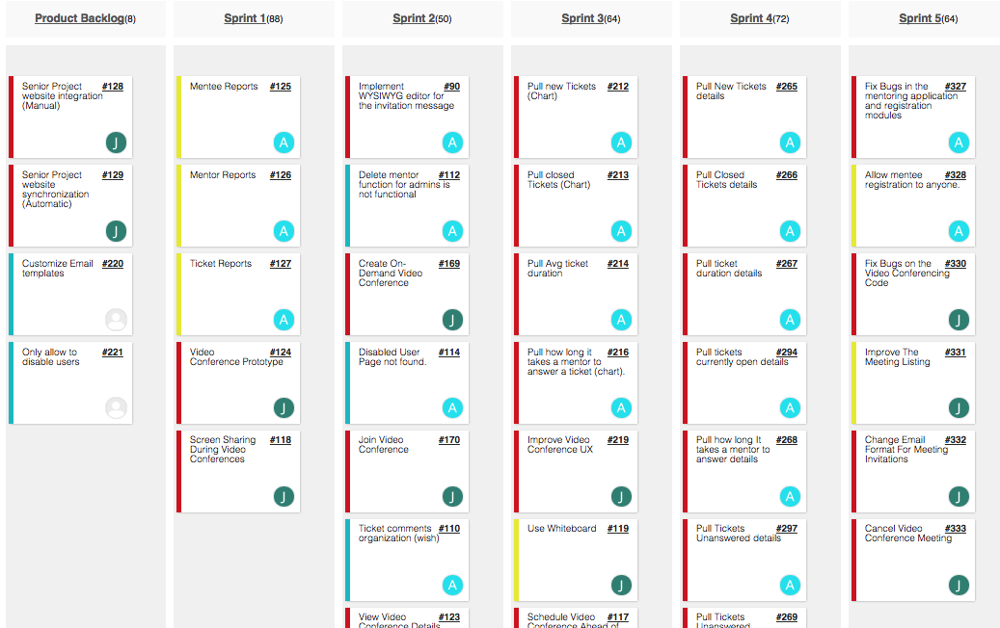 Product Backlog(8)
Senior Project #128
website integration
(Manual)
J
Senior Project #129
website
synchronization
(Automatic)
J
Customize Email #220
templates
Only allow to #221
disable users
Sprint 1(88)
Mentee Reports #125
A
Mentor Reports #126
A
Ticket Reports #127
A
Video #124
Conference Prototype
J
Screen Sharing #118
During Video
Conferences
J
Sprint 2(50)
Implement #90
WYSIWYG editor for
the invitation message
A
Delete mentor #112
function for admins is
not functional
A
Create On- #169
Demand Video
Conference
J
Disabled User #114
Page not found.
A
Join Video #170
Conference
J
Ticket comments #110
organization (wish)
A
View Video #123
Conference Details
Sprint 3(64)
Pull new Tickets #212
(Chart)
A
Pull closed #213
Tickets (Chart)
A
Pull Avg ticket #214
duration
A
Pull how long it #216
takes a mentor to
answer a ticket (chart).
A
Improve Video #219
Conference UX
J
Use Whiteboard #119
J
Schedule Video #117
Conference Ahead of
Sprint 4(72)
Pull New Tickets #265
details
A
Pull Closed #266
Tickets details
A
Pull ticket #267
duration details
A
Pull tickets #294
currently open details
A
Pull how long It #268
takes a mentor to
answer details
A
Pull Tickets #297
Unanswered details
A
Pull Tickets #269
Unanswered
Sprint 5(64)
Fix Bugs in the #327
mentoring application
and registration
modules
A
Allow mentee #328
registration to anyone.
A
Fix Bugs on the #330
Video Conferencing
Code
J
Improve The #331
Meeting Listing
J
Change Email #332
Format For Meeting
Invitations
J
Cancel Video #333
Conference Meeting
J